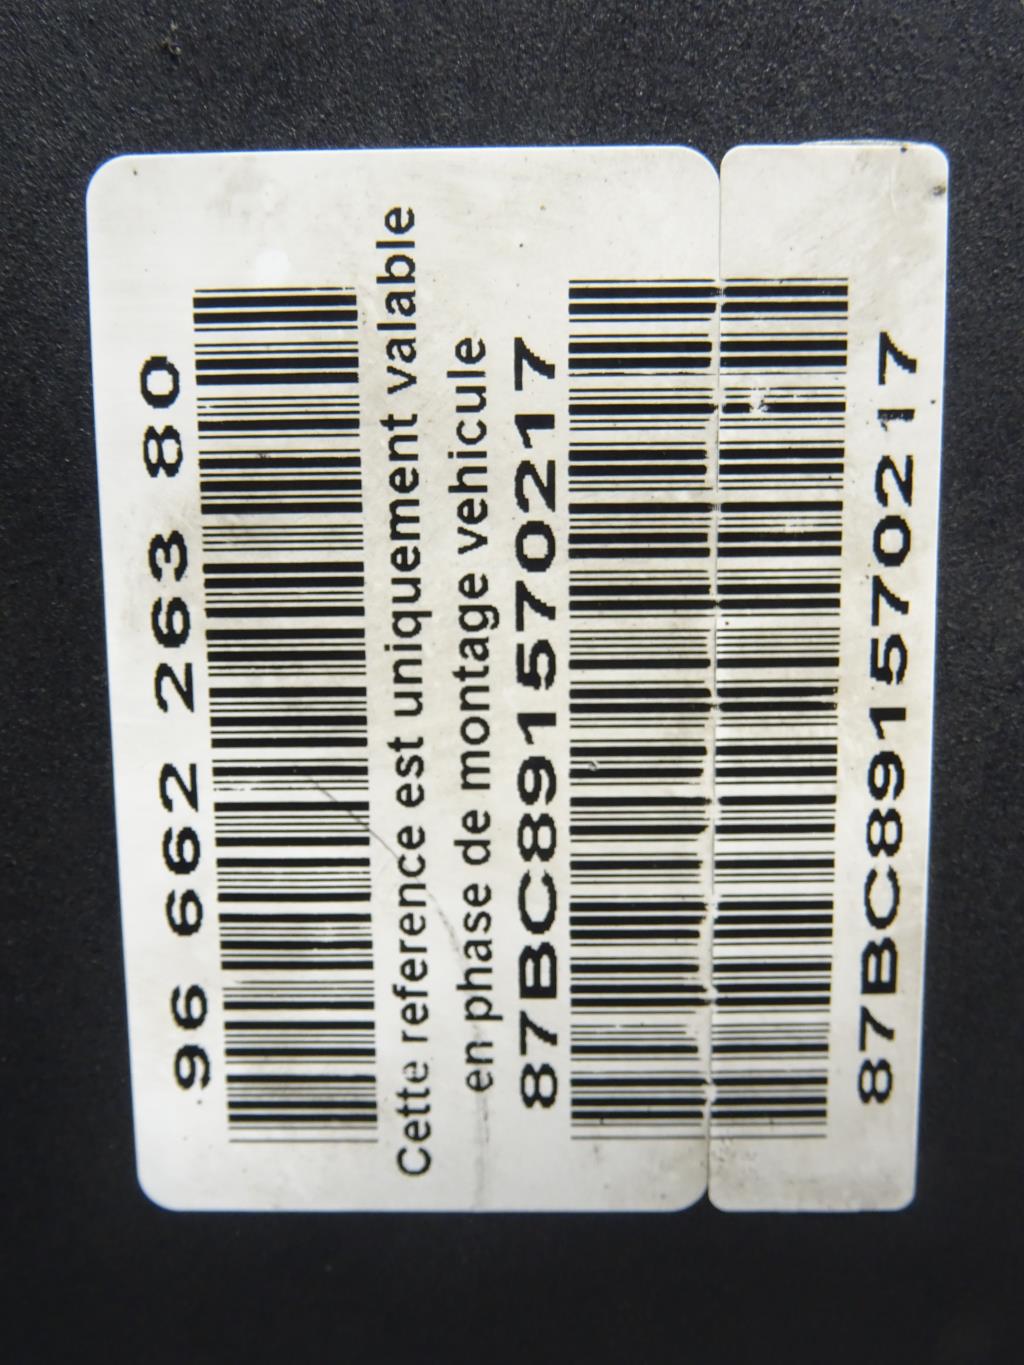 96 662 263 80
Cette reference est uniquement valable
en phase de montage vehicule
87BC891570217
87BC891570217